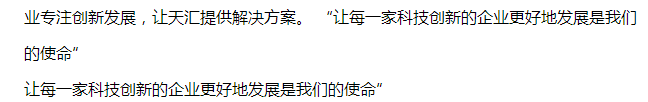 业专注创新发展，让天汇提供解决方案。 “让每一家科技创新的企业更好地发展是我们
的使命”
让每一家科技创新的企业更好地发展是我们的使命”